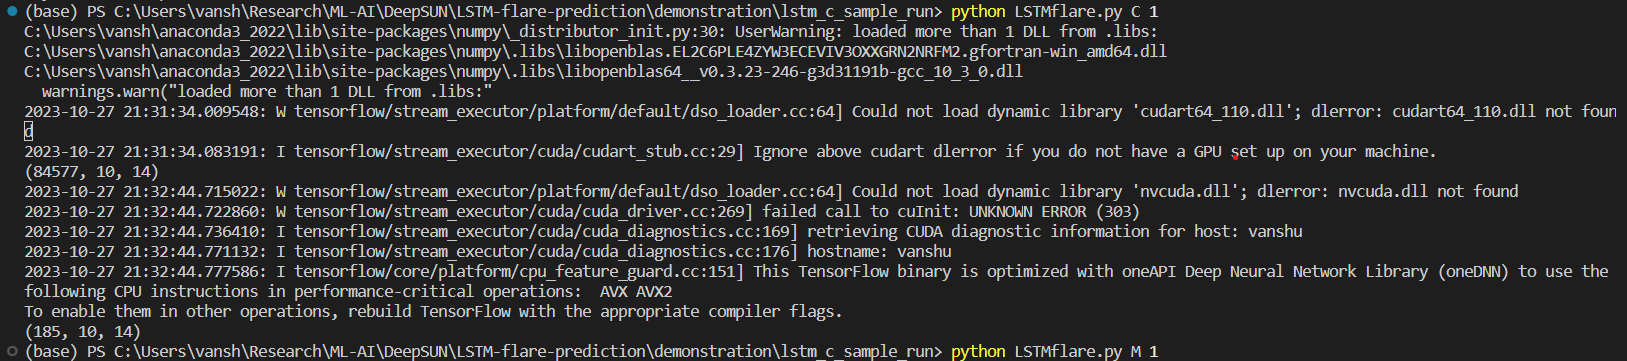 (base) PS C:\Users\vansh\Research\ML-AI\DeepSUN\LSTM-flare-prediction\demonstration\lstm_c_sample_run> python LSTMflare.py C 1
C:\Users\vansh\anaconda3_2022\lib\site-packages\numpy\_distributor_init.py:30: UserWarning: loaded more than 1 DLL from .libs:
C:\Users\vansh\anaconda3_2022\lib\site-packages\numpy\.libs\libopenblas.EL2C6PLE4ZYW3ECEVIV3OXXGRN2NRFM2.gfortran-win_amd64.dll
C:\Users\vansh\anaconda3_2022\lib\site-packages\numpy\.libs\libopenblas64__v0.3.23-246-g3d31191b-gcc_10_3_0.dll
  warnings.warn("loaded more than 1 DLL from .libs:"
2023-10-27 21:31:34.009548: W tensorflow/stream_executor/platform/default/dso_loader.cc:64] Could not load dynamic library 'cudart64_110.dll'; dlerror: cudart64_110.dll not foun
d
2023-10-27 21:31:34.083191: I tensorflow/stream_executor/cuda/cudart_stub.cc:29] Ignore above cudart dlerror if you do not have a GPU set up on your machine.
(84577, 10, 14)
2023-10-27 21:32:44.715022: W tensorflow/stream_executor/platform/default/dso_loader.cc:64] Could not load dynamic library 'nvcuda.dll'; dlerror: nvcuda.dll not found
2023-10-27 21:32:44.722860: W tensorflow/stream_executor/cuda/cuda_driver.cc:269] failed call to cuInit: UNKNOWN ERROR (303)
2023-10-27 21:32:44.736410: I tensorflow/stream_executor/cuda/cuda_diagnostics.cc:169] retrieving CUDA diagnostic information for host: vanshu
2023-10-27 21:32:44.771132: I tensorflow/stream_executor/cuda/cuda_diagnostics.cc:176] hostname: vanshu
2023-10-27 21:32:44.777586: I tensorflow/core/platform/cpu_feature_guard.cc:151] This TensorFlow binary is optimized with oneAPI Deep Neural Network Library (oneDNN) to use the
following CPU instructions in performance-critical operations:  AVX AVX2
To enable them in other operations, rebuild TensorFlow with the appropriate compiler flags.
(185, 10, 14)
(base) PS C:\Users\vansh\Research\ML-AI\DeepSUN\LSTM-flare-prediction\demonstration\lstm_c_sample_run> python LSTMflare.py M 1